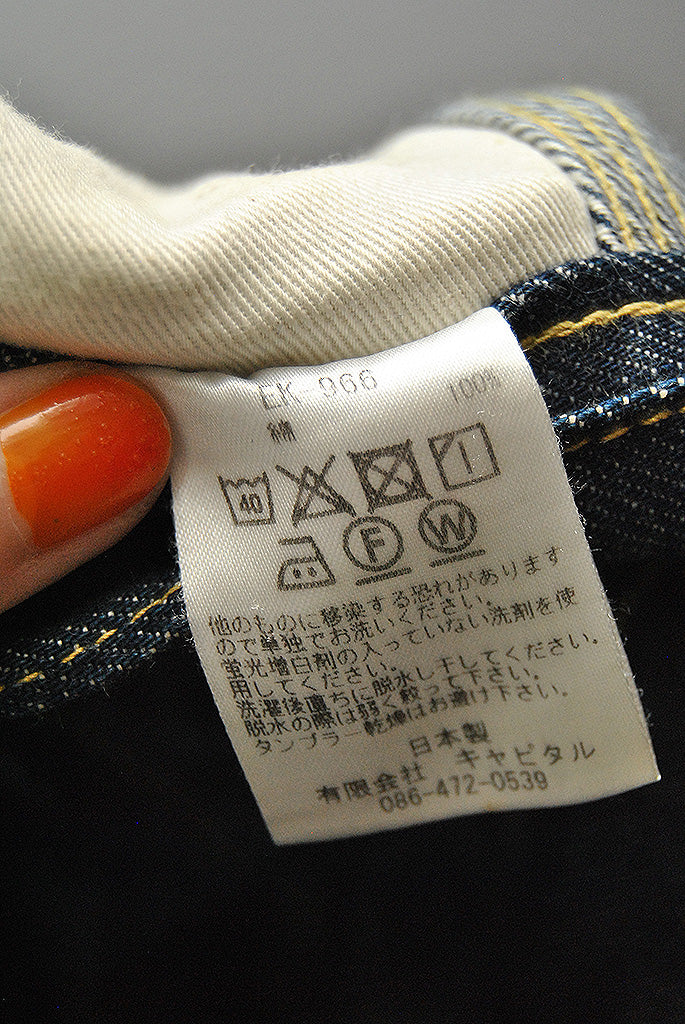 EK-966
綿 100%
40
F W
他のものに移染する恐れがあります
ので単独でお洗いください。
蛍光増白剤の入っていない洗剤を使
用してください。
洗濯後直ちに脱水し干してください。
脱水の際は弱く絞って下さい。
タンブラー乾燥はお避け下さい。
日本製
有限会社 キャピタル
086-472-0539